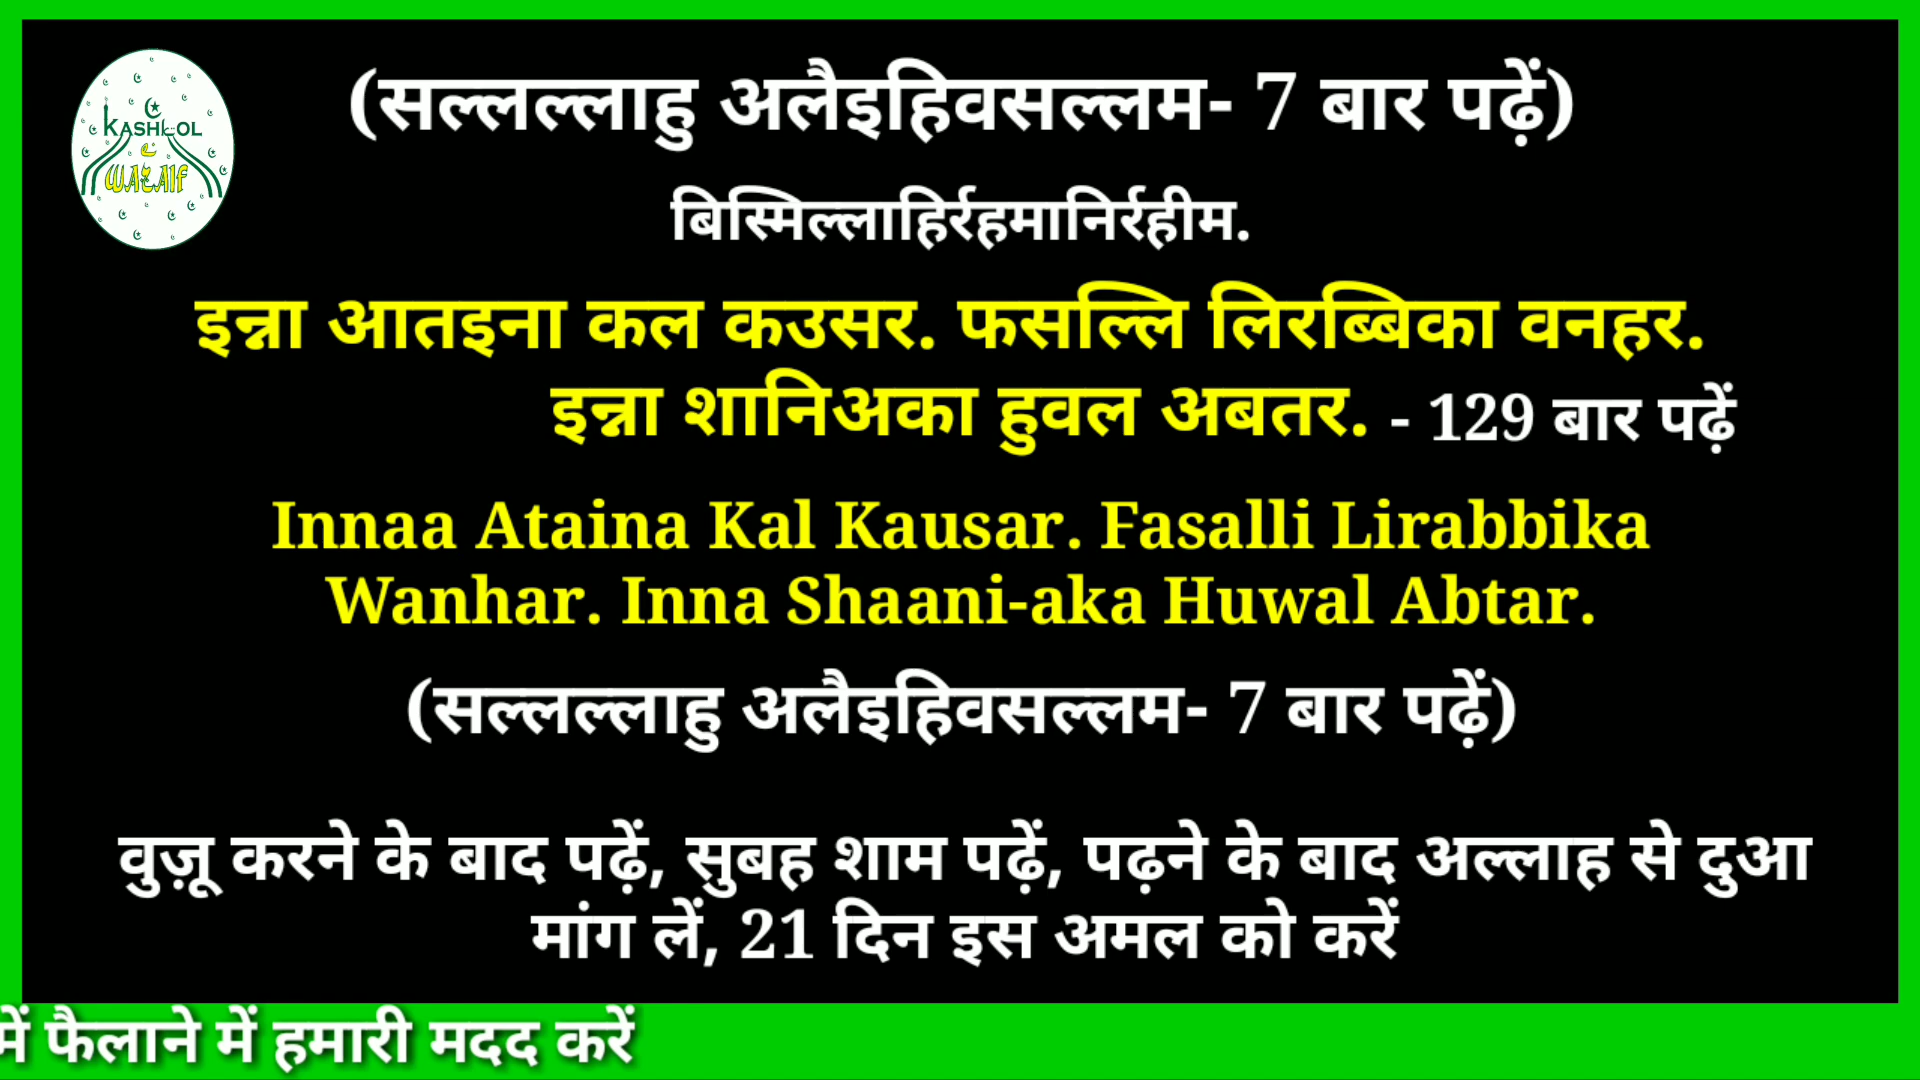 KASHKOL
e
WAZAIF
(सल्लल्लाहु अलैइहिवसल्लम- 7 बार पढ़ें)
बिस्मिल्लाहिर्रहमानिर्रहीम.
इन्ना आतइना कल कउसर. फसल्लि लिरब्बिका वनहर.
इन्ना शानिअका हुवल अबतर. - 129 बार पढ़ें
Innaa Ataina Kal Kausar. Fasalli Lirabbika
Wanhar. Inna Shaani-aka Huwal Abtar.
(सल्लल्लाहु अलैइहिवसल्लम- 7 बार पढ़ें)
वुज़ू करने के बाद पढ़ें, सुबह शाम पढ़ें, पढ़ने के बाद अल्लाह से दुआ
मांग लें, 21 दिन इस अमल को करें
में फैलाने में हमारी मदद करें